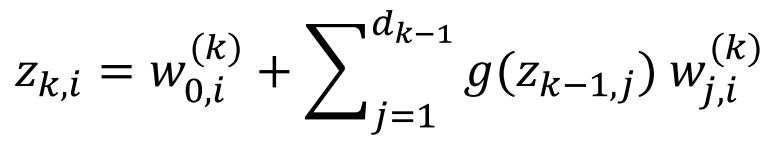 $z_{k,i} = w_{0,i}^{(k)} + \sum_{j=1}^{d_{k-1}} g(z_{k-1,j}) \, w_{j,i}^{(k)}$